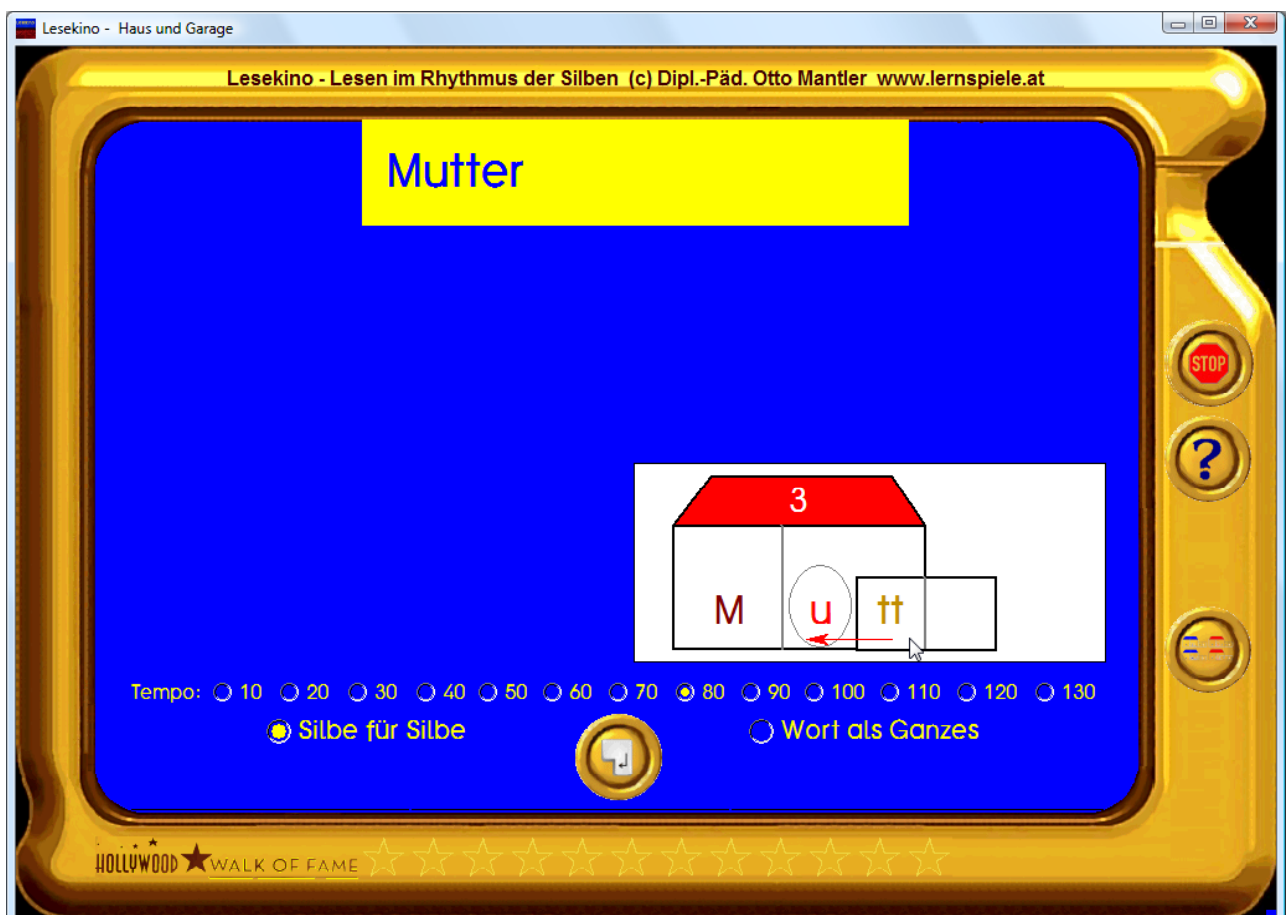 Lesekino - Haus und Garage
Lesekino - Lesen im Rhythmus der Silben (c) Dipl.-Päd. Otto Mantler www.lernspiele.at
Mutter
STOP
?
3
M u tt
Tempo: 10 20 30 40 50 60 70 80 90 100 110 120 130
Silbe für Silbe Wort als Ganzes
HOLLYWOOD WALK OF FAME